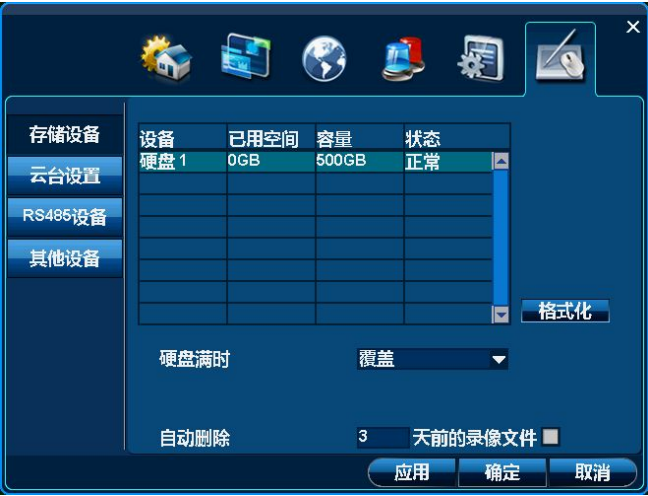 存储设备
云台设置
RS485设备
其他设备
设备 已用空间 容量 状态
硬盘 1 0GB 500GB 正常
格式化
硬盘满时 覆盖
自动删除 3 天前的录像文件
应用 确定 取消